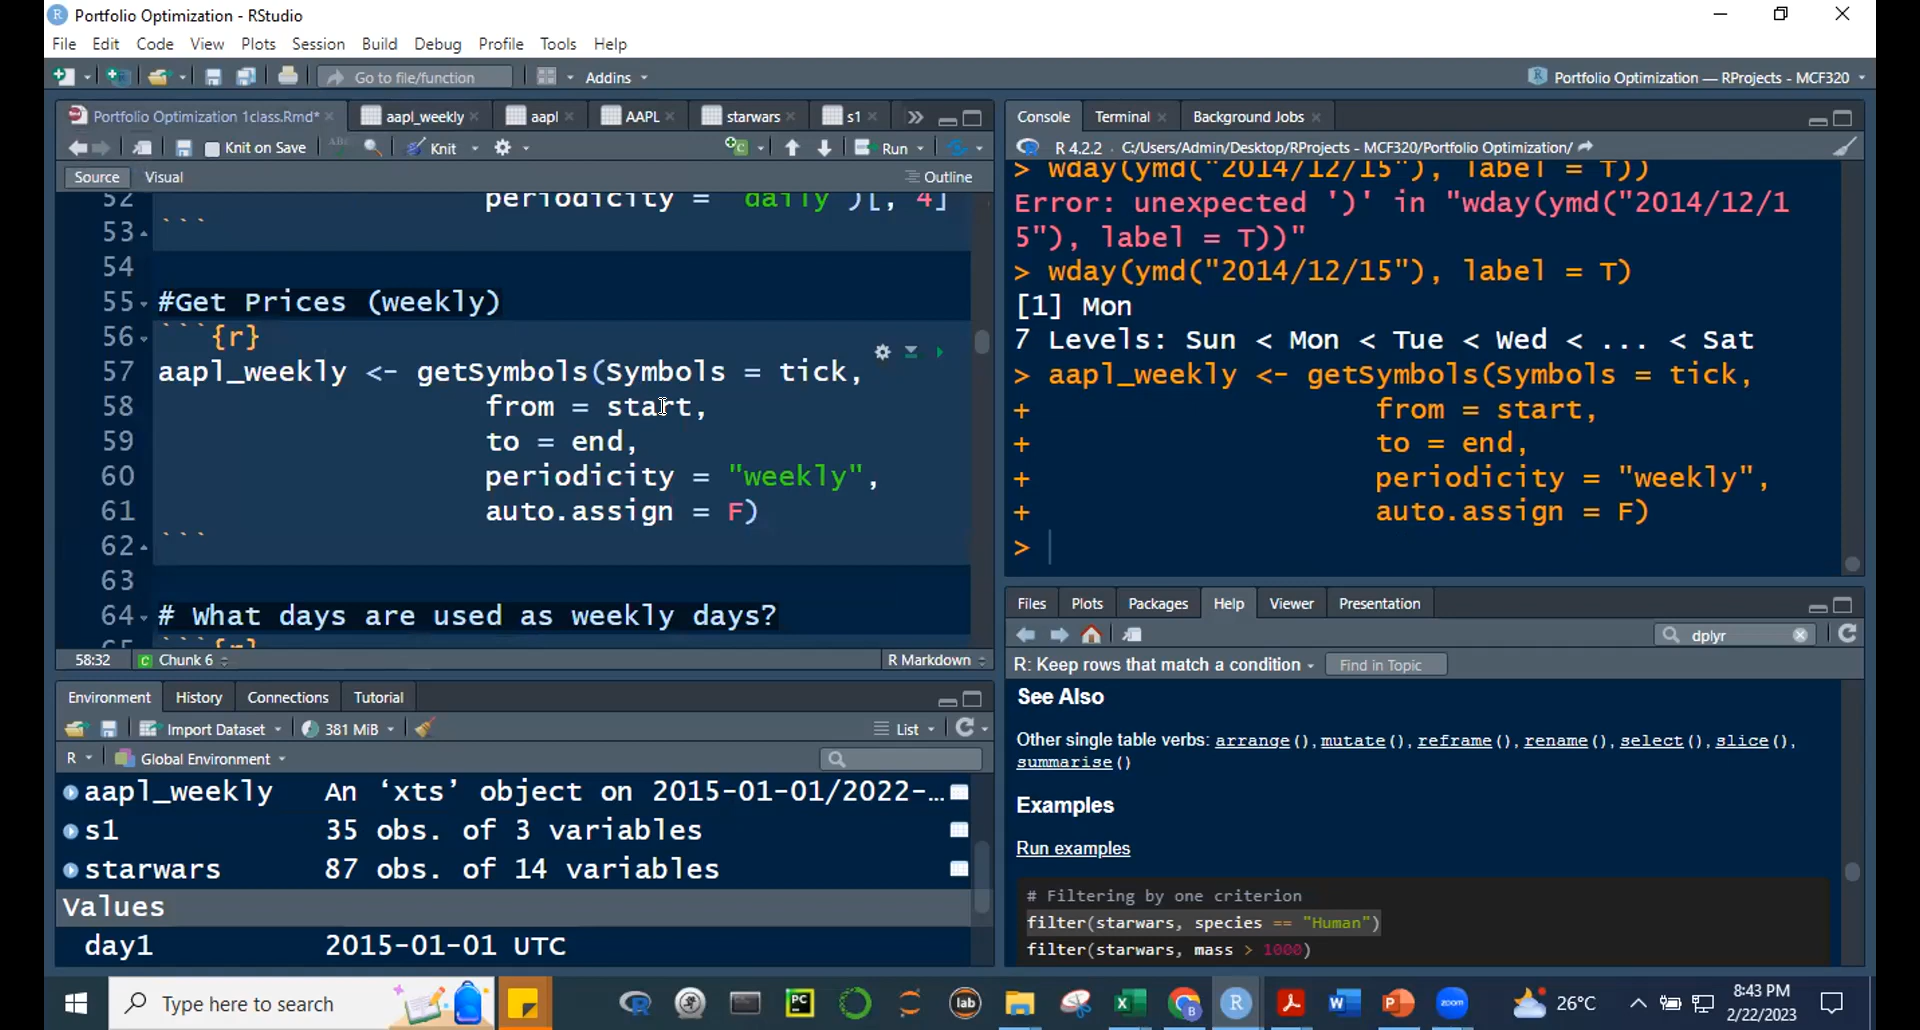 Portfolio Optimization - RStudio
File Edit Code View Plots Session Build Debug Profile Tools Help
Go to file/function Addins
Portfolio Optimization — RProjects - MCF320
Portfolio Optimization 1class.Rmd* aapl_weekly aapl AAPL starwars s1
Knit on Save Knit Run
Source Visual Outline
52 periodicity = "daily")[, 4]
53 ```
54
55 #Get Prices (weekly)
56 ```{r}
57 aapl_weekly <- getSymbols(Symbols = tick,
58 from = start,
59 to = end,
60 periodicity = "weekly",
61 auto.assign = F)
62 ```
63
64 # What days are used as weekly days?
65 ```{r}
58:32 Chunk 6 R Markdown
Console Terminal Background Jobs
R 4.2.2 · C:/Users/Admin/Desktop/RProjects - MCF320/Portfolio Optimization/
> wday(ymd("2014/12/15"), label = T))
Error: unexpected ')' in "wday(ymd("2014/12/1
5"), label = T))"
> wday(ymd("2014/12/15"), label = T)
[1] Mon
7 Levels: Sun < Mon < Tue < Wed < ... < Sat
> aapl_weekly <- getSymbols(Symbols = tick,
+ from = start,
+ to = end,
+ periodicity = "weekly",
+ auto.assign = F)
>
Environment History Connections Tutorial
Import Dataset 381 MiB List
R Global Environment
aapl_weekly An ‘xts’ object on 2015-01-01/2022-…
s1 35 obs. of 3 variables
starwars 87 obs. of 14 variables
Values
day1 2015-01-01 UTC
Files Plots Packages Help Viewer Presentation
dplyr
R: Keep rows that match a condition Find in Topic
See Also
Other single table verbs: arrange(), mutate(), reframe(), rename(), select(), slice(),
summarise()
Examples
Run examples
# Filtering by one criterion
filter(starwars, species == "Human")
filter(starwars, mass > 1000)
Type here to search PC lab R W P zoom 26°C
8:43 PM
2/22/2023